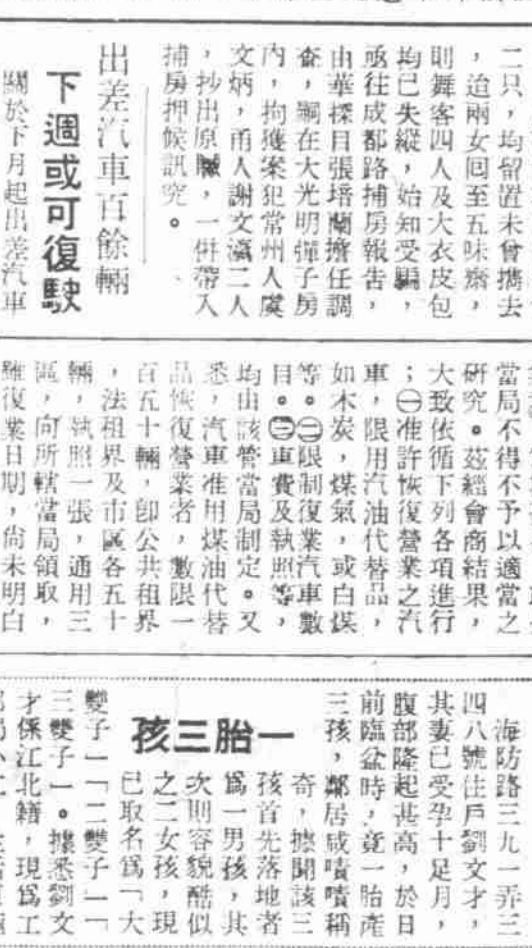 二只，均留置未曾攜去
，迨兩女囘至五味齋，
則舞客四人及大衣皮包
均已失縱，始知受騙，
亟往成都路捕房報告，
由華探目張培蘭擔任調
查，嗣在大光明彈子房
內，拘獲案犯常州人虞
文炳，甬人謝文瀛二人
，抄出原贓，一倂帶入
捕房押候訊究。
出差汽車百餘輛
下週或可復駛
關於下月起出差汽車
當局不得不予以適當之
研究。茲經會商結果，
大致依循下列各項進行
；㊀准許恢復營業之汽
車，限用汽油代替品，
如木炭，煤氣，或白煤
等。㊁限制復業汽車數
目。㊂車費及執照等，
均由該管當局制定。又
悉，汽車准用煤油代替
品恢復營業者，數限一
百五十輛，卽公共租界
，法租界及市區各五十
輛，執照一張，通用三
區，向所轄當局領取，
雖復業日期，尚未明白
一胎三孩
海防路三九一弄三
四八號住戶劉文才，
其妻已受孕十足月，
腹部隆起甚高，於日
前臨盆時，竟一胎產
三孩，鄰居咸嘖嘖稱
奇，據聞該三
孩首先落地者
爲一男孩，其
次則容貌酷似
之二女孩，現
已取名爲「大
雙子」「二雙子」「
三雙子」。據悉劉文
才係江北籍，現爲工